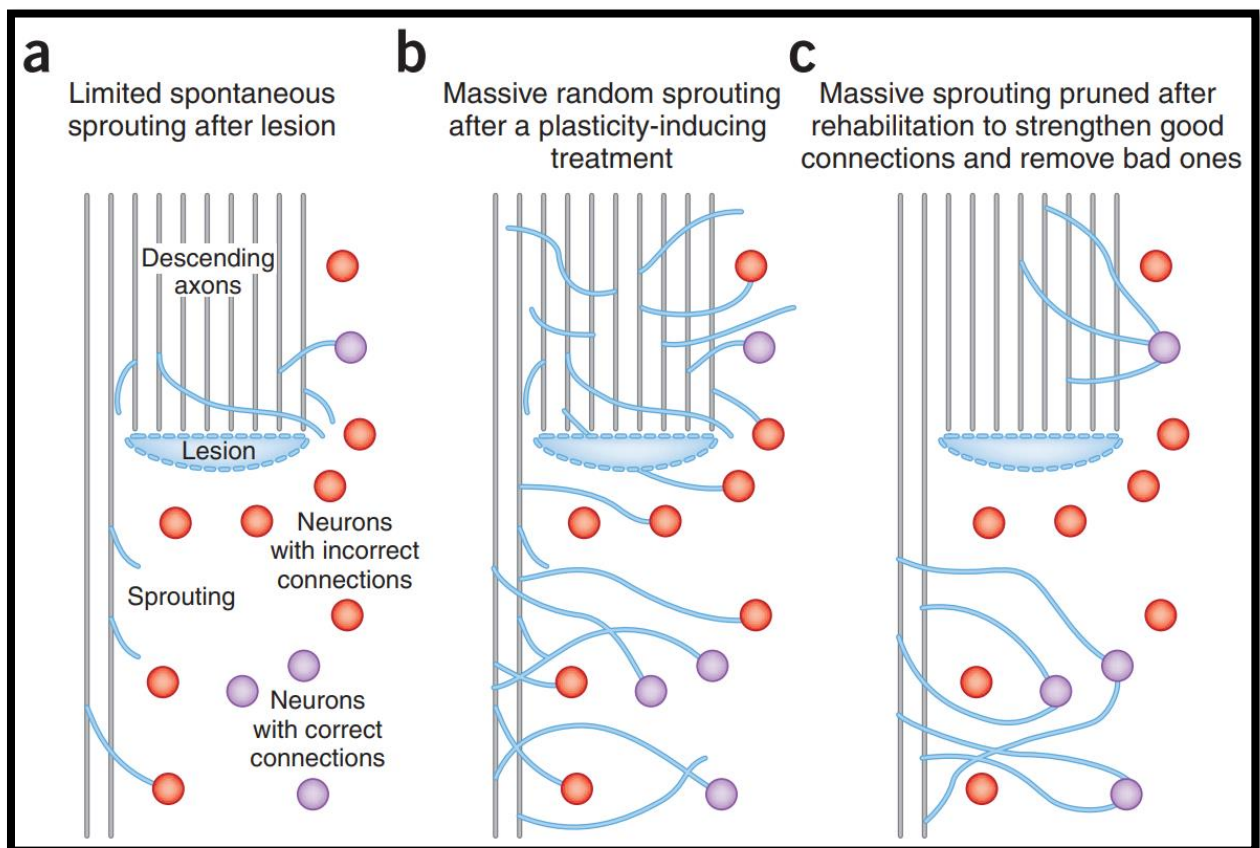 a
Limited spontaneous
sprouting after lesion
Descending
axons
Lesion
Neurons
with incorrect
connections
Sprouting
Neurons
with correct
connections
b
Massive random sprouting
after a plasticity-inducing
treatment
c
Massive sprouting pruned after
rehabilitation to strengthen good
connections and remove bad ones